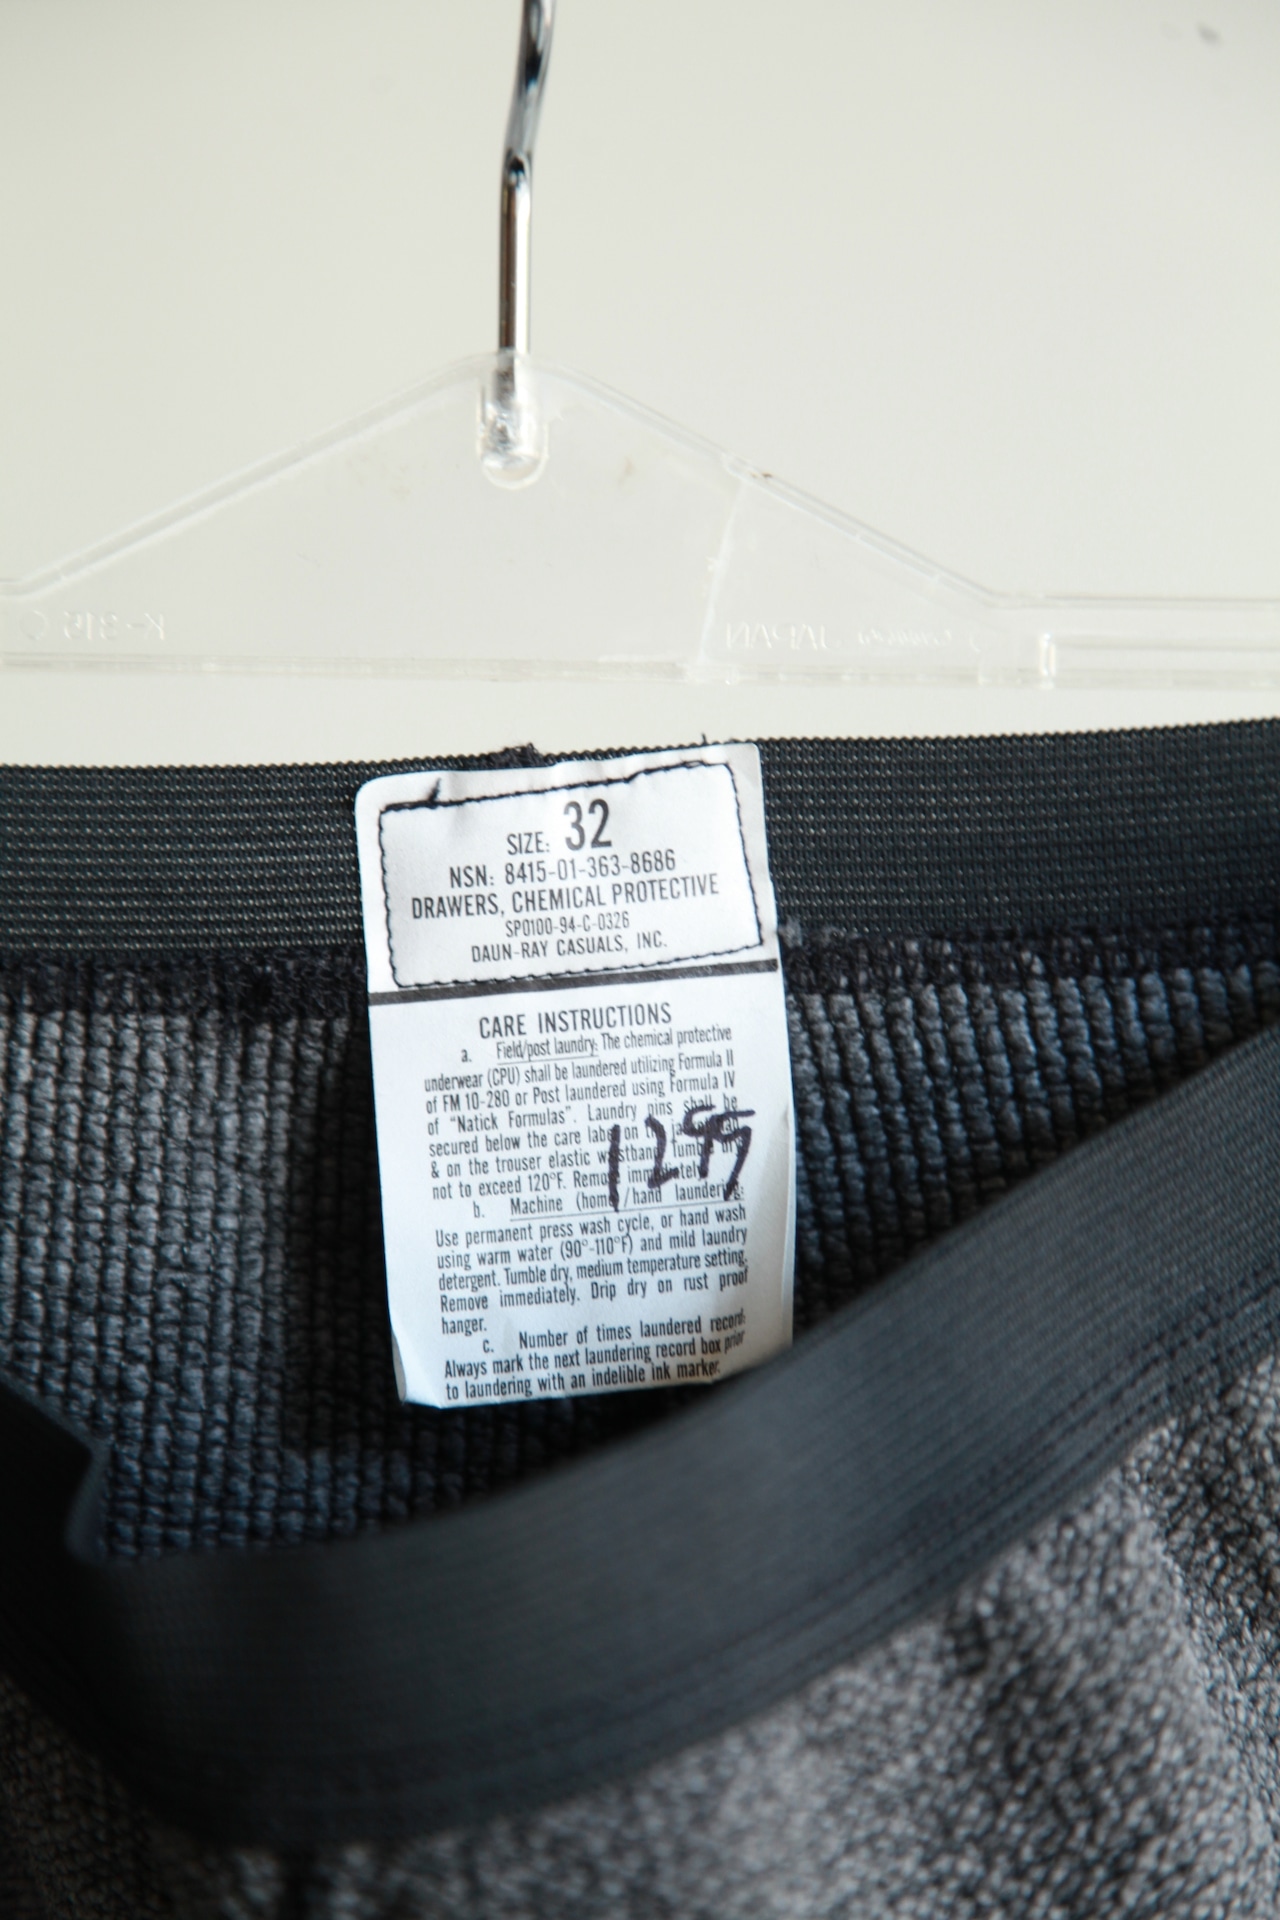 K-319
SIZE: 32
NSN: 8415-01-363-8686
DRAWERS, CHEMICAL PROTECTIVE
SP0100-94-C-0326
DAUN-RAY CASUALS, INC.
CARE INSTRUCTIONS
a. Field/post laundry: The chemical protective
underwear (CPU) shall be laundered utilizing Formula II
of FM 10-280 or Post laundered using Formula IV
of "Natick Formulas". Laundry pins shall be
secured below the care label on the
& on the trouser elastic waistband. Tumble dry
not to exceed 120°F. Remove immediately.
1299
b. Machine (home/hand laundering:
Use permanent press wash cycle, or hand wash
using warm water (90°-110°F) and mild laundry
detergent. Tumble dry, medium temperature setting.
Remove immediately. Drip dry on rust proof
hanger.
c. Number of times laundered record:
Always mark the next laundering record box prior
to laundering with an indelible ink marker.